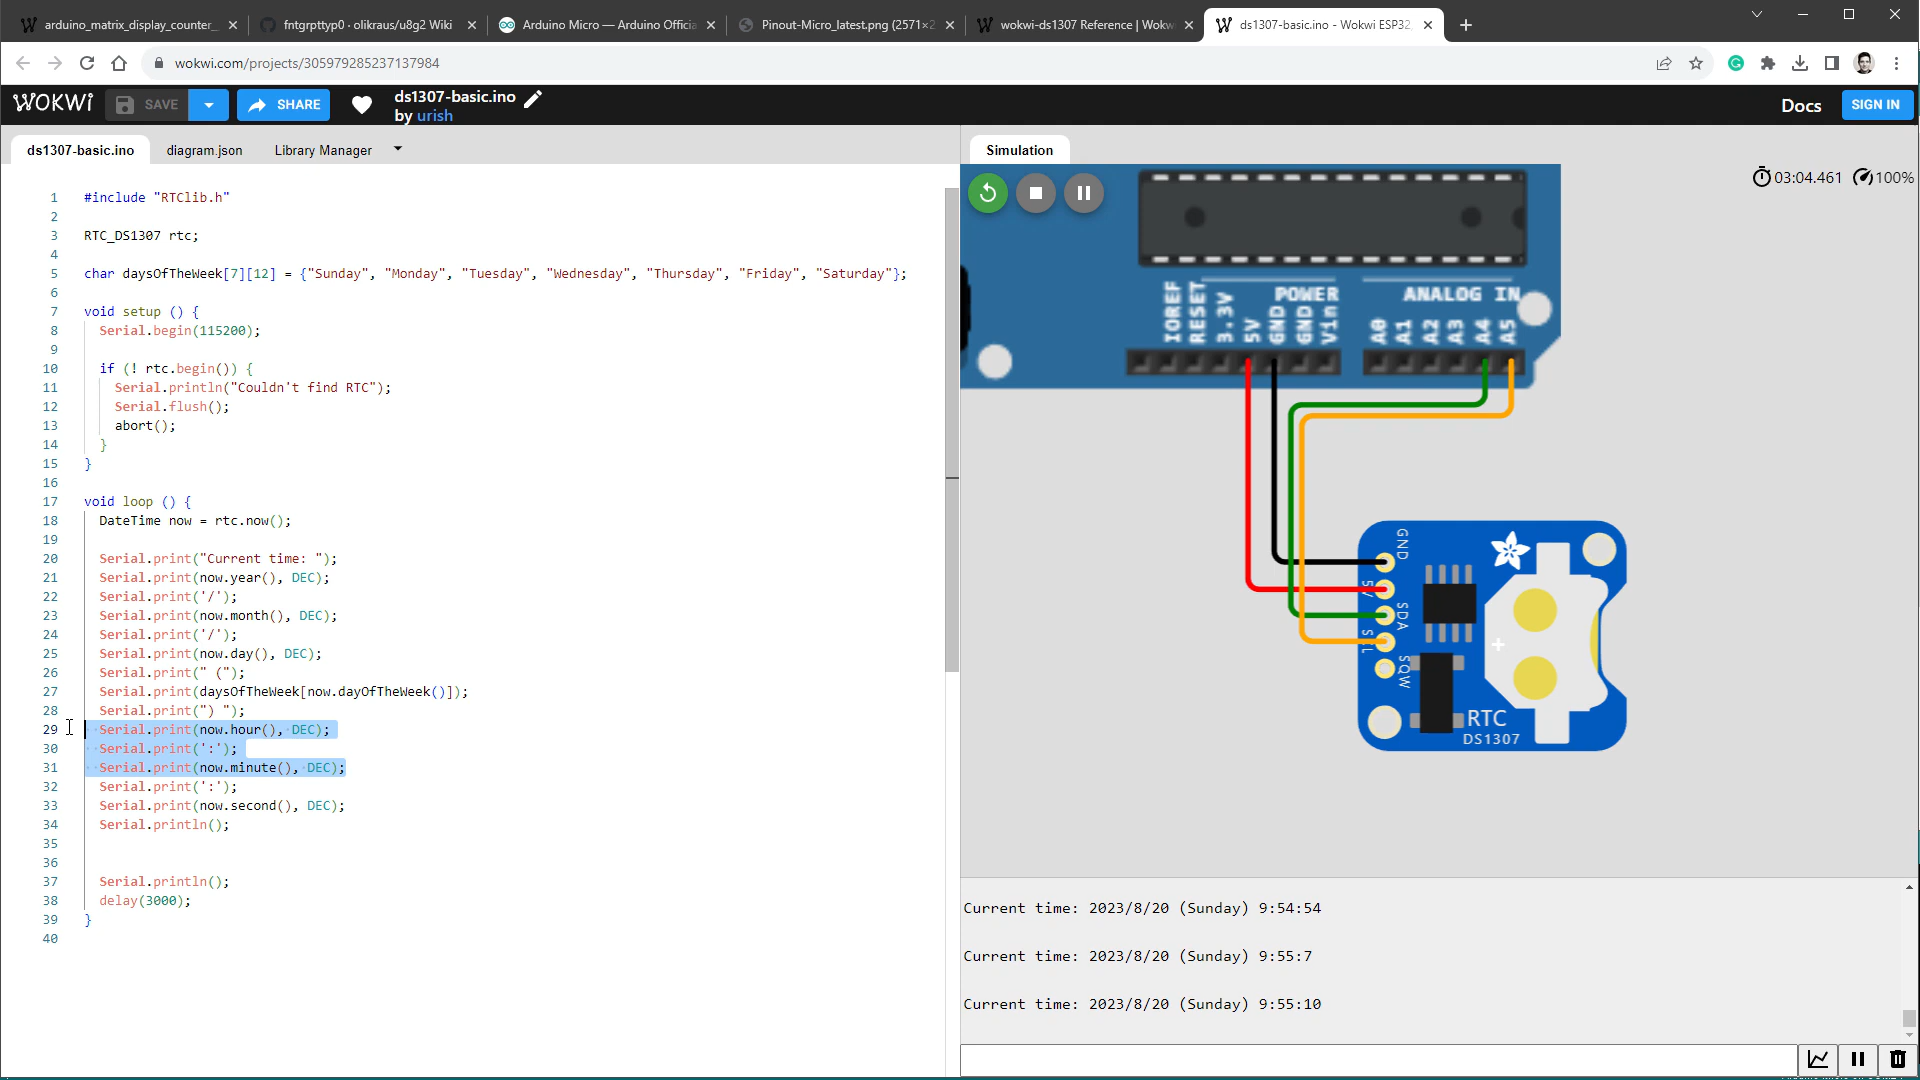 arduino_matrix_display_counter_
fntgrpttyp0 · olikraus/u8g2 Wiki
Arduino Micro — Arduino Officia
Pinout-Micro_latest.png (2571×2
wokwi-ds1307 Reference | Wokw
ds1307-basic.ino - Wokwi ESP32,
wokwi.com/projects/305979285237137984
WOKWI
SAVE
SHARE
ds1307-basic.ino
by urish
Docs
SIGN IN
ds1307-basic.ino
diagram.json
Library Manager
Simulation
1 #include "RTClib.h"
2
3 RTC_DS1307 rtc;
4
5 char daysOfTheWeek[7][12] = {"Sunday", "Monday", "Tuesday", "Wednesday", "Thursday", "Friday", "Saturday"};
6
7 void setup () {
8 Serial.begin(115200);
9
10 if (! rtc.begin()) {
11 Serial.println("Couldn't find RTC");
12 Serial.flush();
13 abort();
14 }
15 }
16
17 void loop () {
18 DateTime now = rtc.now();
19
20 Serial.print("Current time: ");
21 Serial.print(now.year(), DEC);
22 Serial.print('/');
23 Serial.print(now.month(), DEC);
24 Serial.print('/');
25 Serial.print(now.day(), DEC);
26 Serial.print(" (");
27 Serial.print(daysOfTheWeek[now.dayOfTheWeek()]);
28 Serial.print(") ");
29 Serial.print(now.hour(), DEC);
30 Serial.print(':');
31 Serial.print(now.minute(), DEC);
32 Serial.print(':');
33 Serial.print(now.second(), DEC);
34 Serial.println();
35
36
37 Serial.println();
38 delay(3000);
39 }
40
03:04.461
100%
POWER
ANALOG IN
IOREF
RESET
3.3V
5V
GND
GND
Vin
A0
A1
A2
A3
A4
A5
GND
5V
SDA
SCL
SQW
RTC
DS1307
Current time: 2023/8/20 (Sunday) 9:54:54
Current time: 2023/8/20 (Sunday) 9:55:7
Current time: 2023/8/20 (Sunday) 9:55:10